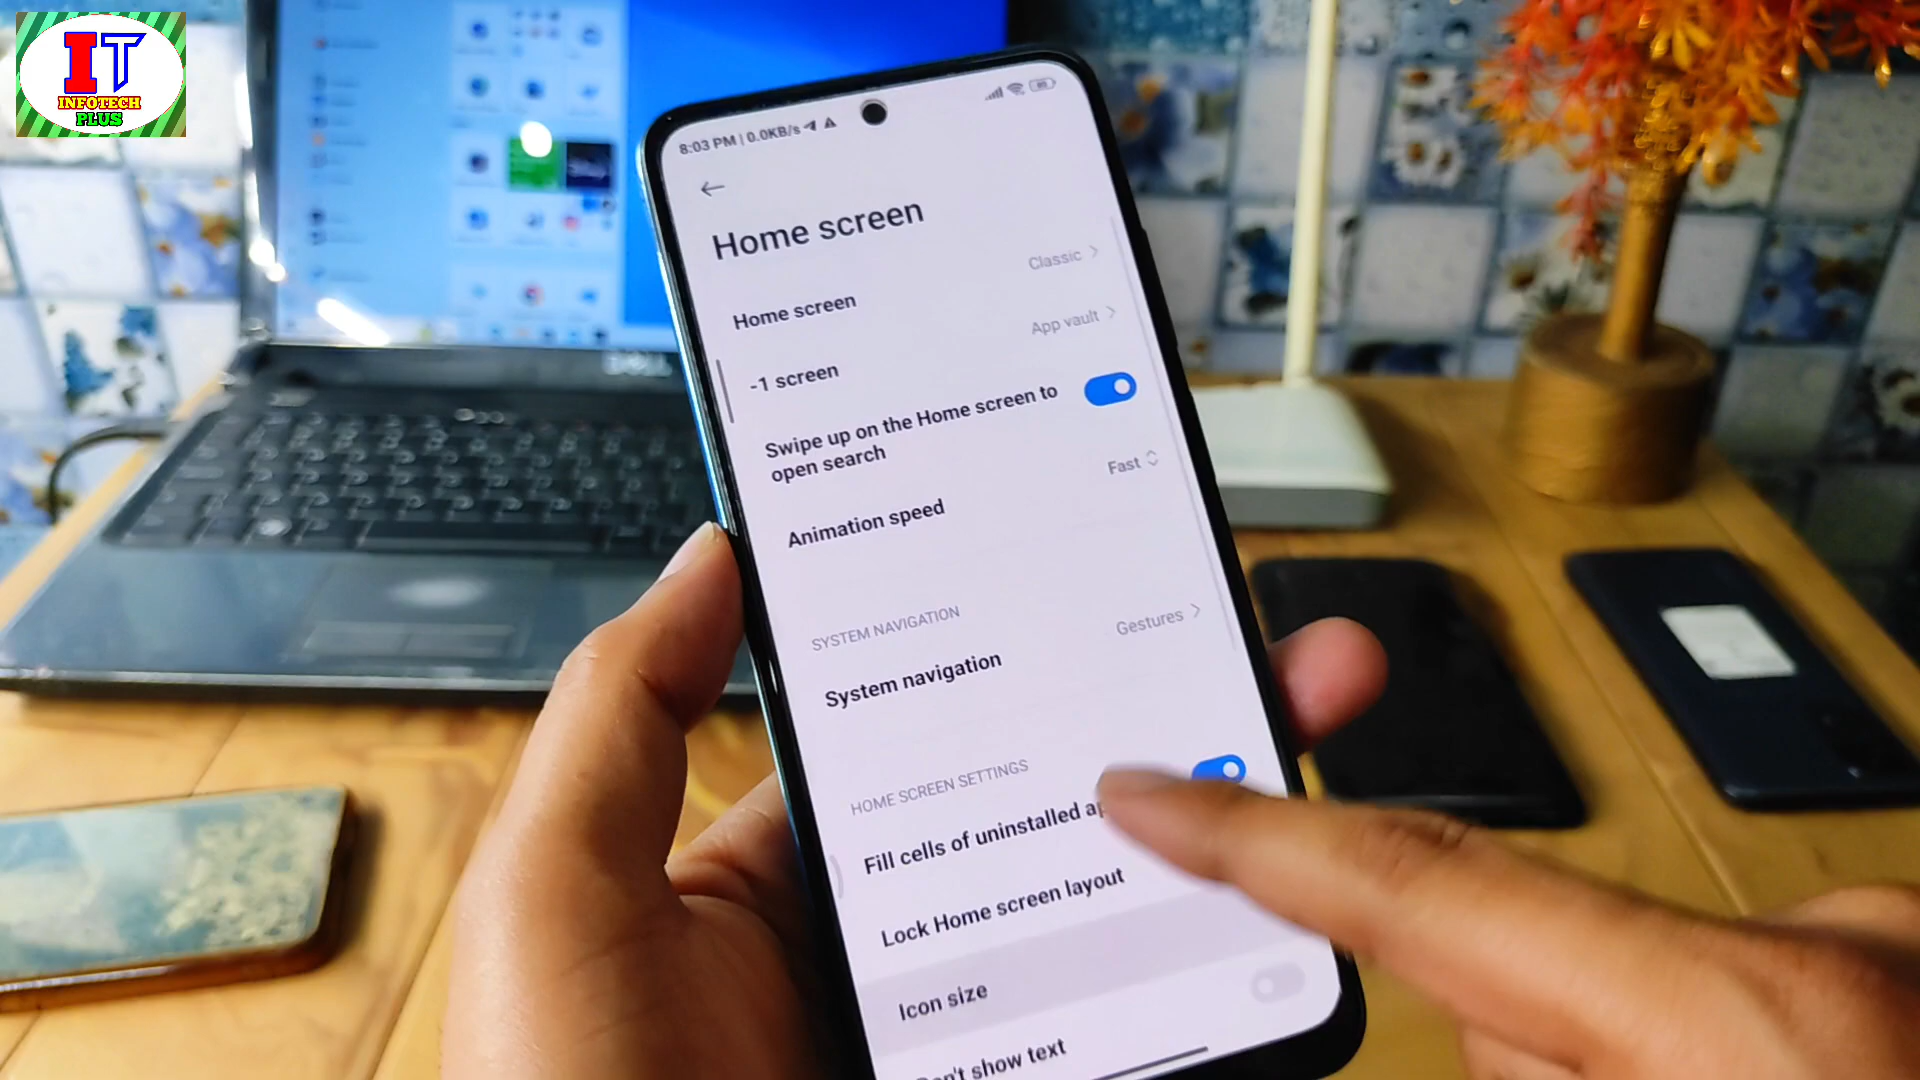 IT
INFOTECH
PLUS
8:03 PM | 0.0KB/s
Home screen
Home screen
Classic
-1 screen
App vault
Swipe up on the Home screen to
open search
Animation speed
Fast
SYSTEM NAVIGATION
System navigation
Gestures
HOME SCREEN SETTINGS
Fill cells of uninstalled
Lock Home screen layout
Icon size
show text
DELL